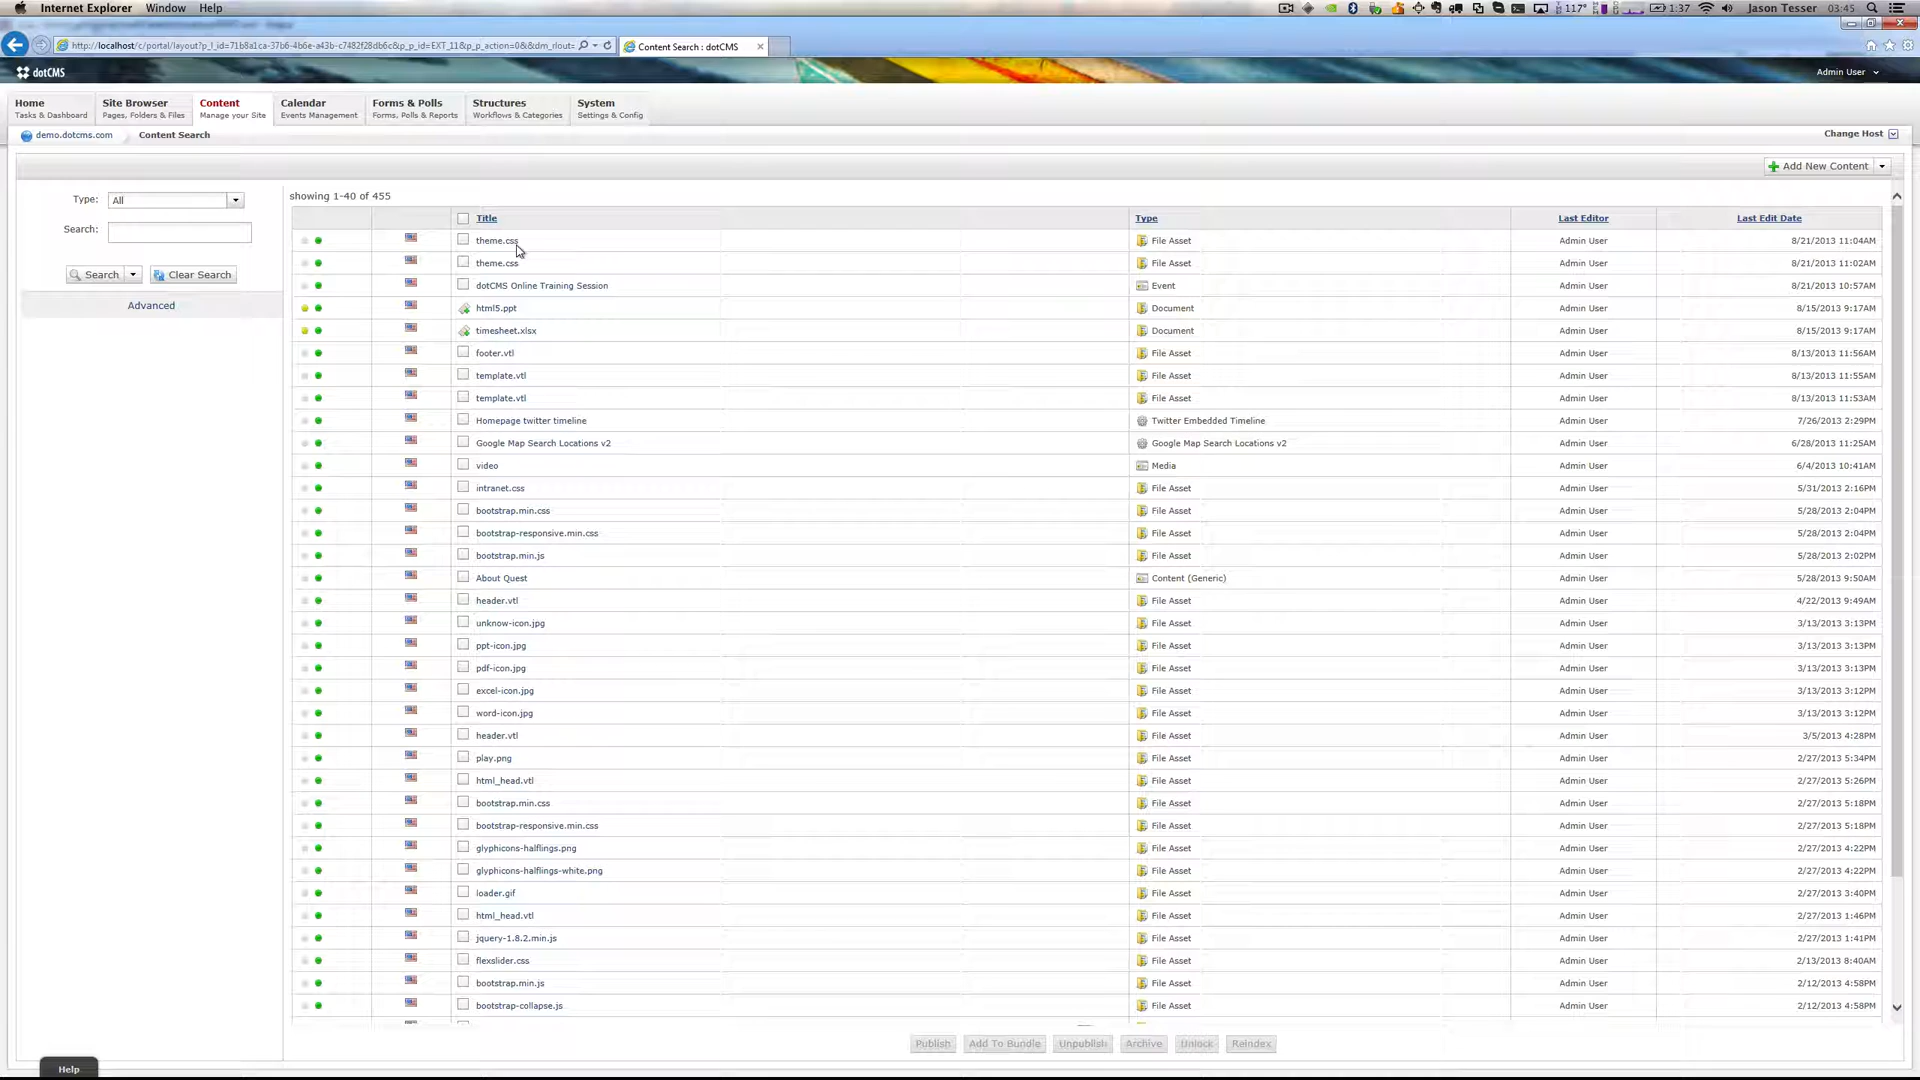 Internet Explorer Window Help 117° 1:37 Jason Tesser 03:45
http://localhost/c/portal/layout?p_l_id=71b8a1ca-37b6-4b6e-a43b-c7482f28db6c&p_p_id=EXT_11&p_p_action=0&&dm_rlout= Content Search : dotCMS
dotCMS Admin User
Home Site Browser Content Calendar Forms & Polls Structures System
Tasks & Dashboard Pages, Folders & Files Manage your Site Events Management Forms, Polls & Reports Workflows & Categories Settings & Config
demo.dotcms.com Content Search Change Host
Add New Content
Type: All
Search:
Search Clear Search
Advanced
showing 1-40 of 455
Title Type Last Editor Last Edit Date
theme.css File Asset Admin User 8/21/2013 11:04AM
theme.css File Asset Admin User 8/21/2013 11:02AM
dotCMS Online Training Session Event Admin User 8/21/2013 10:57AM
html5.ppt Document Admin User 8/15/2013 9:17AM
timesheet.xlsx Document Admin User 8/15/2013 9:17AM
footer.vtl File Asset Admin User 8/13/2013 11:56AM
template.vtl File Asset Admin User 8/13/2013 11:55AM
template.vtl File Asset Admin User 8/13/2013 11:53AM
Homepage twitter timeline Twitter Embedded Timeline Admin User 7/26/2013 2:29PM
Google Map Search Locations v2 Google Map Search Locations v2 Admin User 6/28/2013 11:25AM
video Media Admin User 6/4/2013 10:41AM
intranet.css File Asset Admin User 5/31/2013 2:16PM
bootstrap.min.css File Asset Admin User 5/28/2013 2:04PM
bootstrap-responsive.min.css File Asset Admin User 5/28/2013 2:04PM
bootstrap.min.js File Asset Admin User 5/28/2013 2:02PM
About Quest Content (Generic) Admin User 5/28/2013 9:50AM
header.vtl File Asset Admin User 4/22/2013 9:49AM
unknow-icon.jpg File Asset Admin User 3/13/2013 3:13PM
ppt-icon.jpg File Asset Admin User 3/13/2013 3:13PM
pdf-icon.jpg File Asset Admin User 3/13/2013 3:13PM
excel-icon.jpg File Asset Admin User 3/13/2013 3:12PM
word-icon.jpg File Asset Admin User 3/13/2013 3:12PM
header.vtl File Asset Admin User 3/5/2013 4:28PM
play.png File Asset Admin User 2/27/2013 5:34PM
html_head.vtl File Asset Admin User 2/27/2013 5:26PM
bootstrap.min.css File Asset Admin User 2/27/2013 5:18PM
bootstrap-responsive.min.css File Asset Admin User 2/27/2013 5:18PM
glyphicons-halflings.png File Asset Admin User 2/27/2013 4:22PM
glyphicons-halflings-white.png File Asset Admin User 2/27/2013 4:22PM
loader.gif File Asset Admin User 2/27/2013 3:40PM
html_head.vtl File Asset Admin User 2/27/2013 1:46PM
jquery-1.8.2.min.js File Asset Admin User 2/27/2013 1:41PM
flexslider.css File Asset Admin User 2/13/2013 8:40AM
bootstrap.min.js File Asset Admin User 2/12/2013 4:58PM
bootstrap-collapse.js File Asset Admin User 2/12/2013 4:58PM
Publish Add To Bundle Unpublish Archive Unlock Reindex
Help